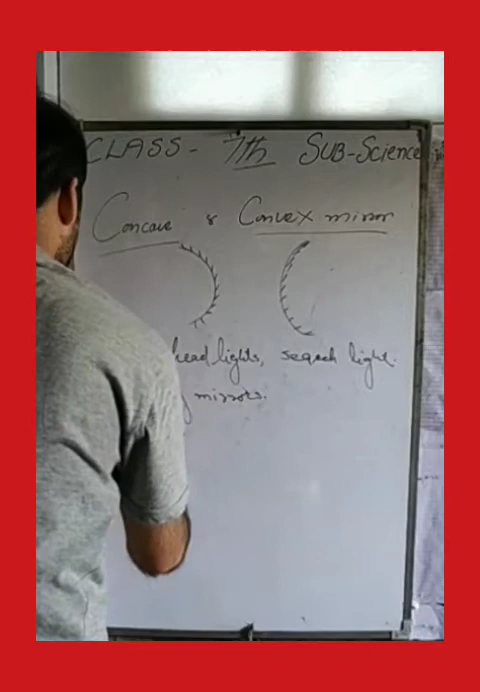 CLASS - 7th SUB-Science
Concave & Convex mirror
head lights, search light.
mirrors.